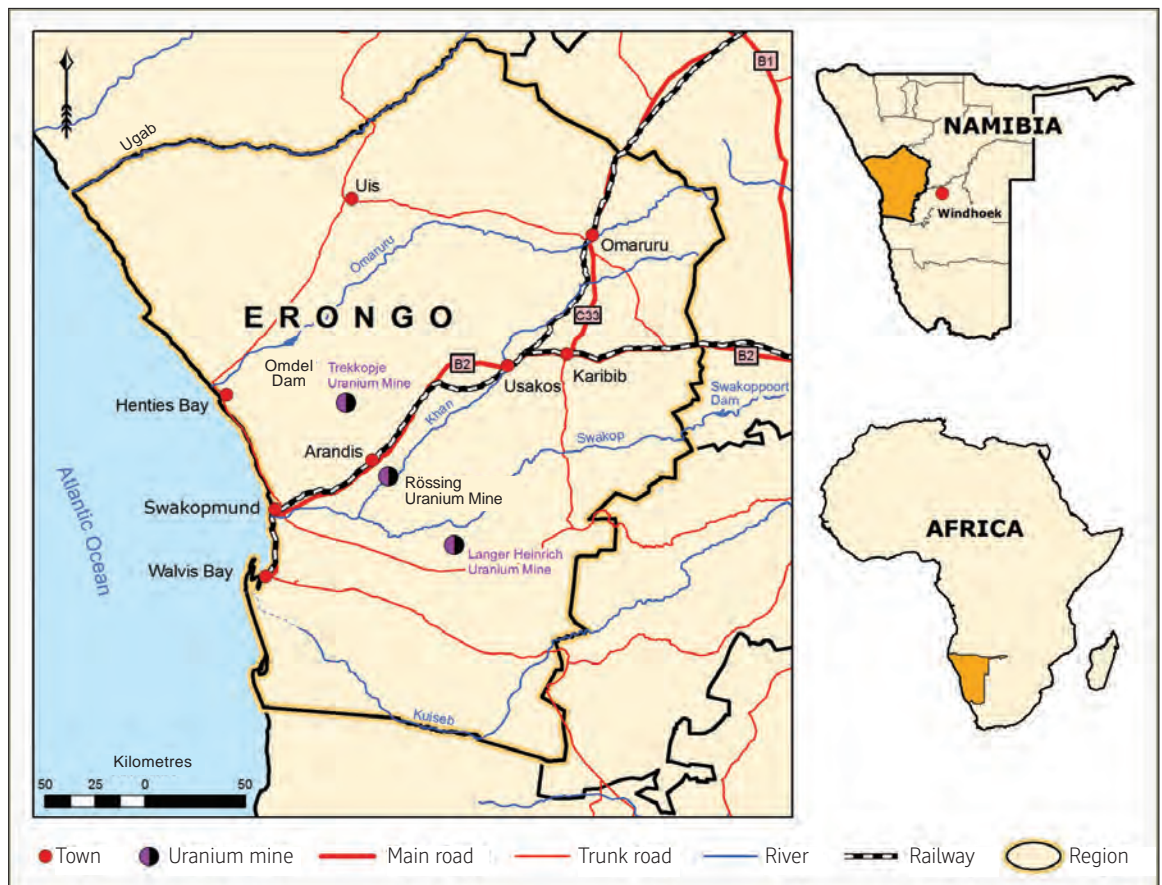 B1
Ugab
Uis
Omaruru
Omaruru
ERONGO
C33
Omdel
Dam
Trekkopje
Uranium Mine
B2
B2
Usakos
Karibib
Henties Bay
Khan
Swakoppoort
Dam
Swakop
Arandis
Rössing
Uranium Mine
Swakopmund
Atlantic Ocean
Langer Heinrich
Uranium Mine
Walvis Bay
Kuiseb
Kilometres
50 25 0 50
NAMIBIA
Windhoek
AFRICA
Town Uranium mine Main road Trunk road River Railway Region